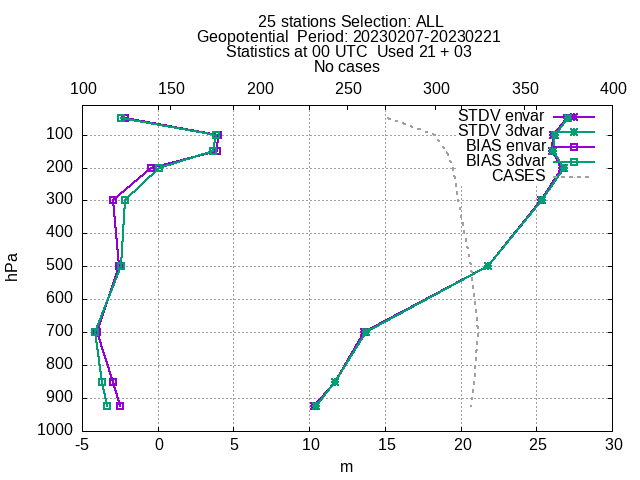 25 stations Selection: ALL
Geopotential  Period: 20230207-20230221
Statistics at 00 UTC  Used 21 + 03
No cases
100 150 200 250 300 350 400
STDV envar
STDV 3dvar
BIAS envar
BIAS 3dvar
CASES
100
200
300
400
500
600
700
800
900
1000
hPa
-5 0 5 10 15 20 25 30
m